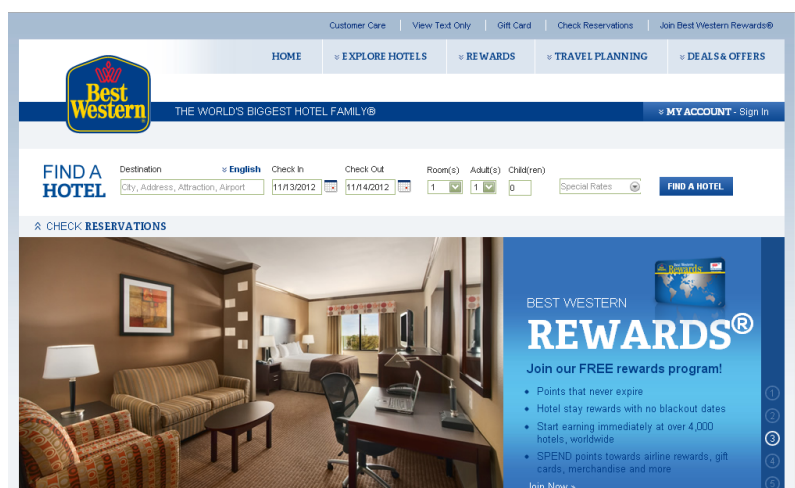 Customer Care View Text Only Gift Card Check Reservations Join Best Western Rewards®
HOME EXPLORE HOTELS REWARDS TRAVEL PLANNING DEALS & OFFERS
Best
Western
THE WORLD'S BIGGEST HOTEL FAMILY®
MY ACCOUNT - Sign In
FIND A
HOTEL
Destination English Check In Check Out Room(s) Adult(s) Child(ren)
City, Address, Attraction, Airport 11/13/2012 11/14/2012 1 1 0 Special Rates FIND A HOTEL
CHECK RESERVATIONS
Best Western
Rewards
BEST WESTERN
REWARDS®
Join our FREE rewards program!
• Points that never expire
• Hotel stay rewards with no blackout dates
• Start earning immediately at over 4,000
hotels, worldwide
• SPEND points towards airline rewards, gift
cards, merchandise and more
Join Now >
1
2
3
4
5